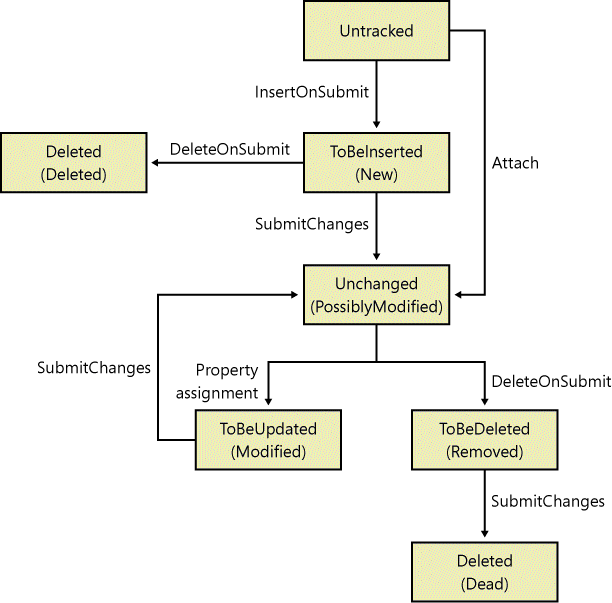 Untracked
InsertOnSubmit
Deleted
(Deleted)
DeleteOnSubmit
ToBeInserted
(New)
Attach
SubmitChanges
Unchanged
(PossiblyModified)
SubmitChanges
Property
assignment
DeleteOnSubmit
ToBeUpdated
(Modified)
ToBeDeleted
(Removed)
SubmitChanges
Deleted
(Dead)